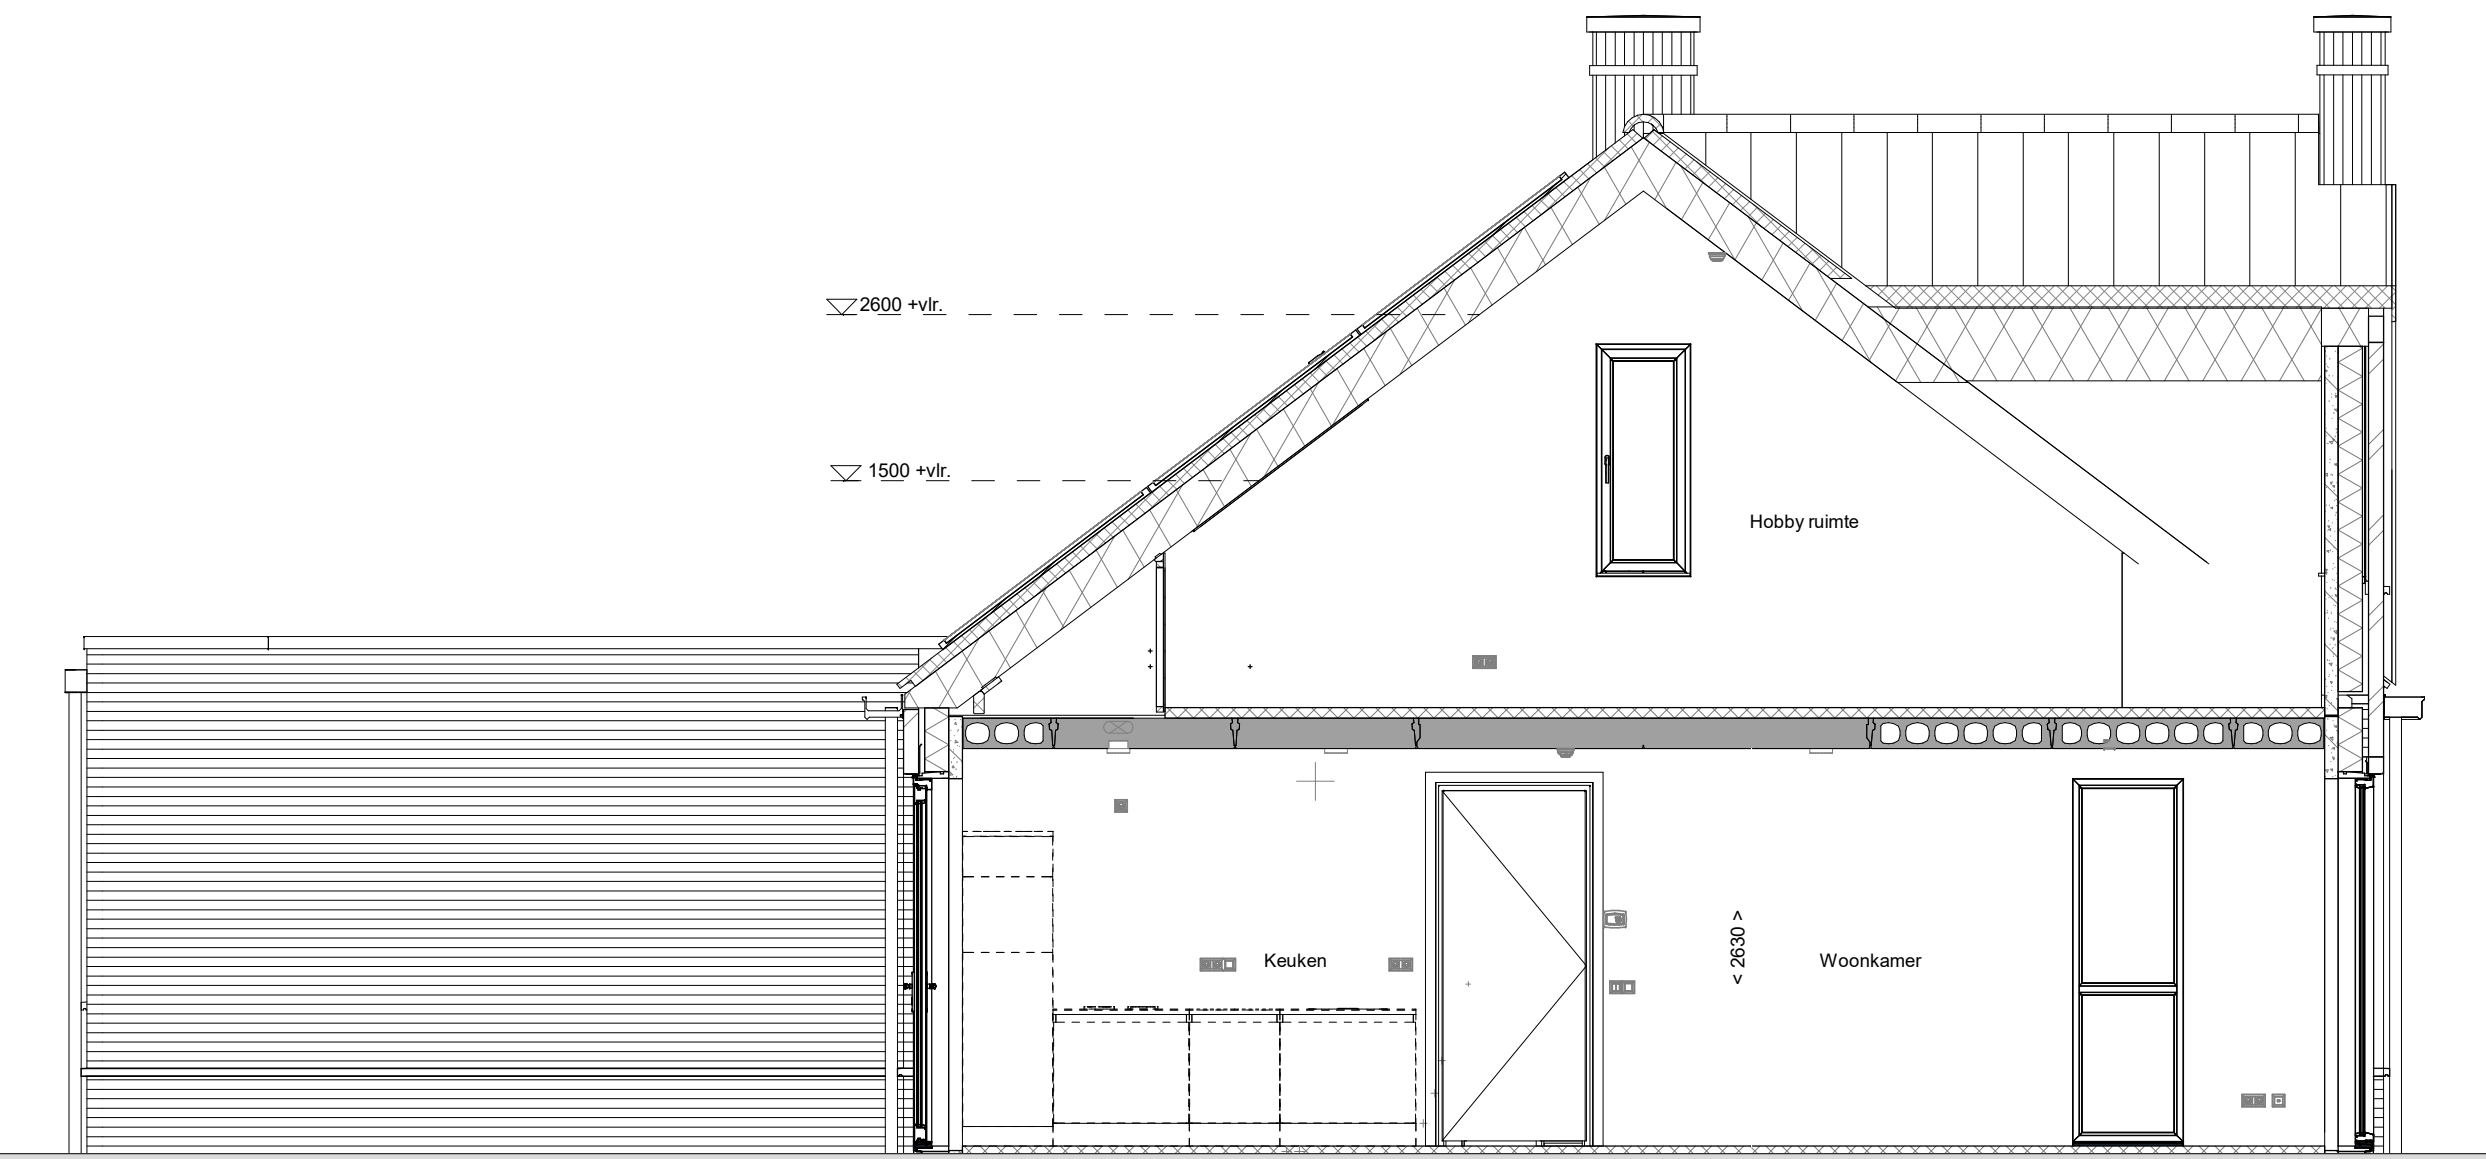 2600 +vlr.
1500 +vlr.
Hobby ruimte
Keuken
< 2630 >
Woonkamer